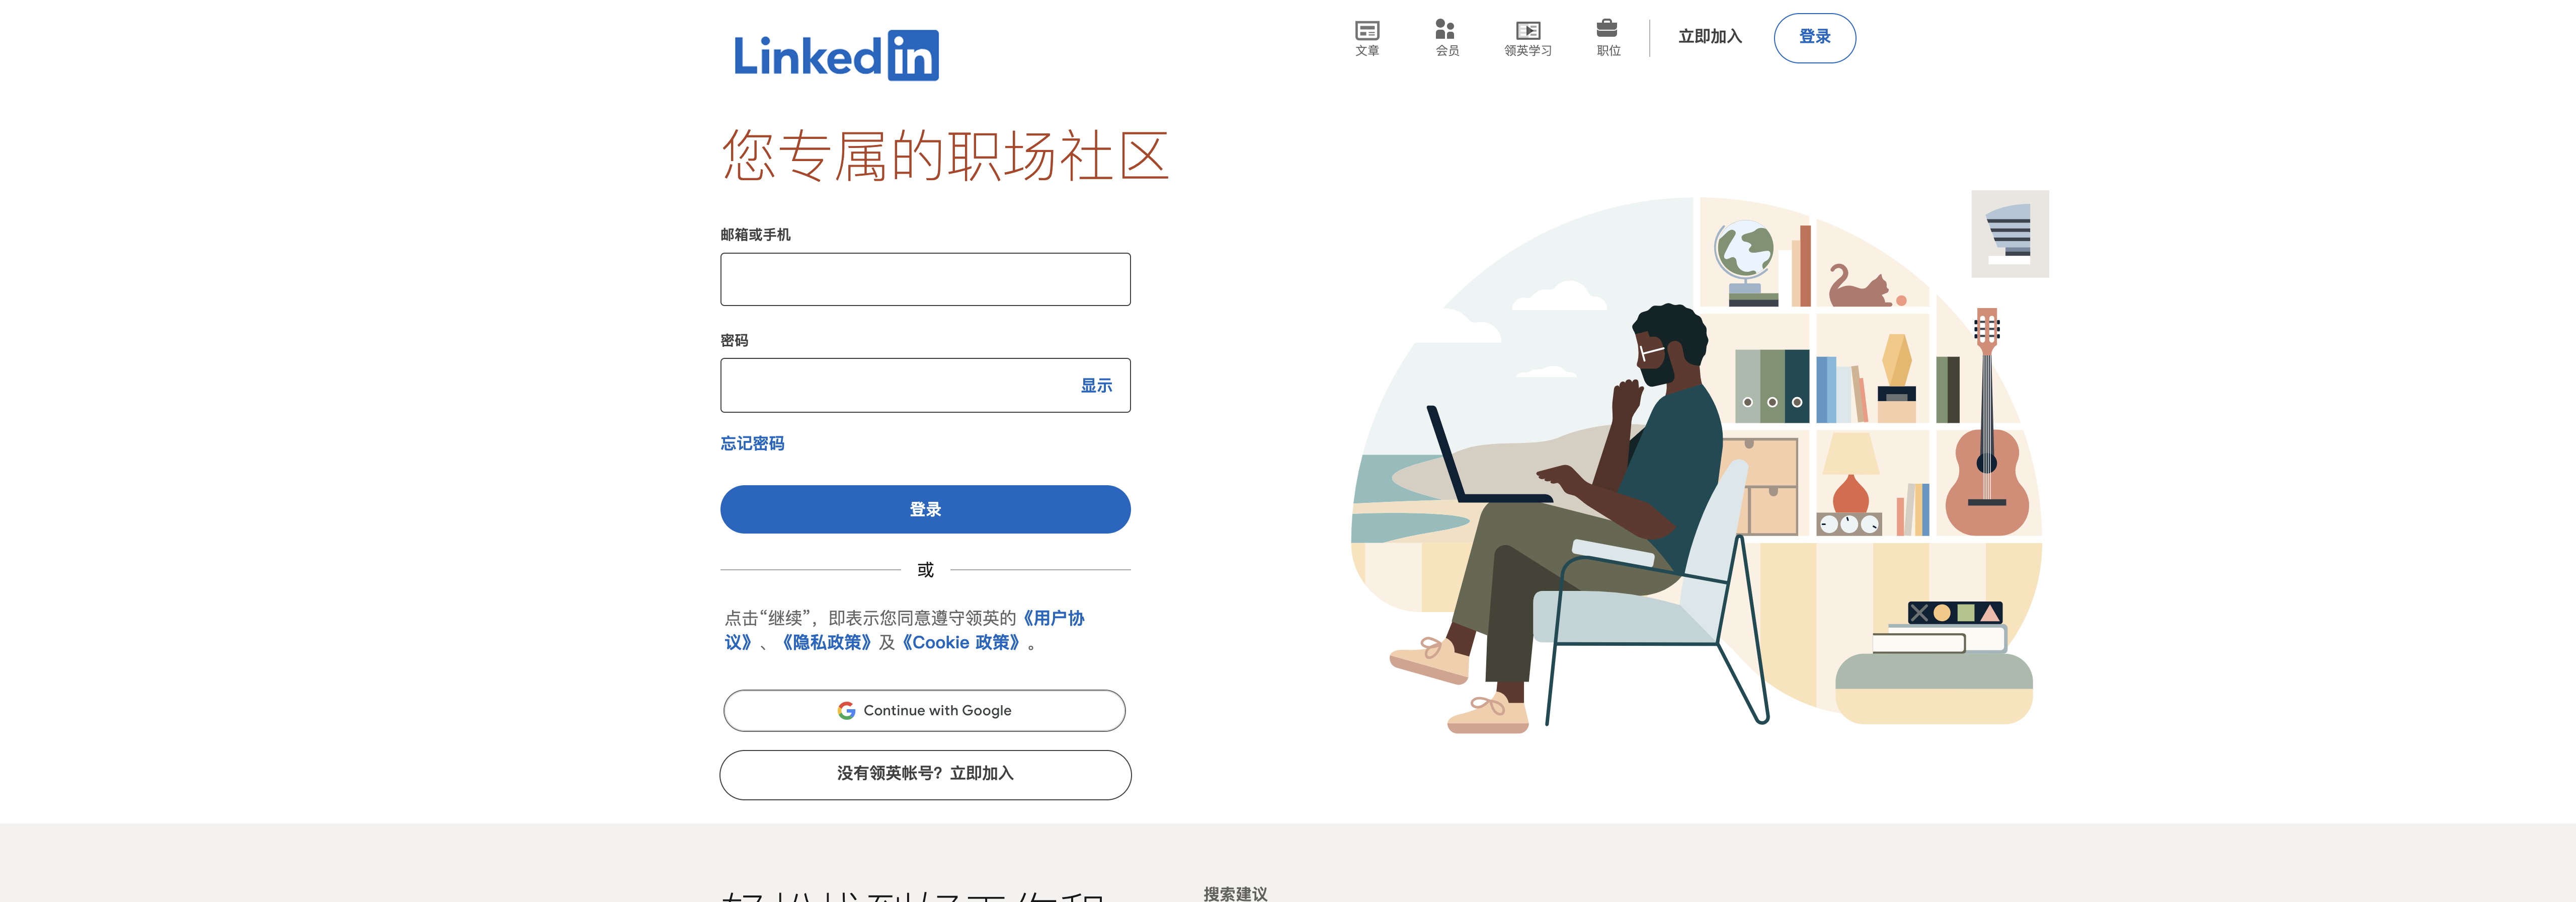 LinkedIn
文章
会员
领英学习
职位
立即加入
登录
您专属的职场社区
邮箱或手机
密码
显示
忘记密码
登录
或
点击“继续”，即表示您同意遵守领英的《用户协
议》、《隐私政策》及《Cookie 政策》。
Continue with Google
没有领英帐号？立即加入
搜索建议